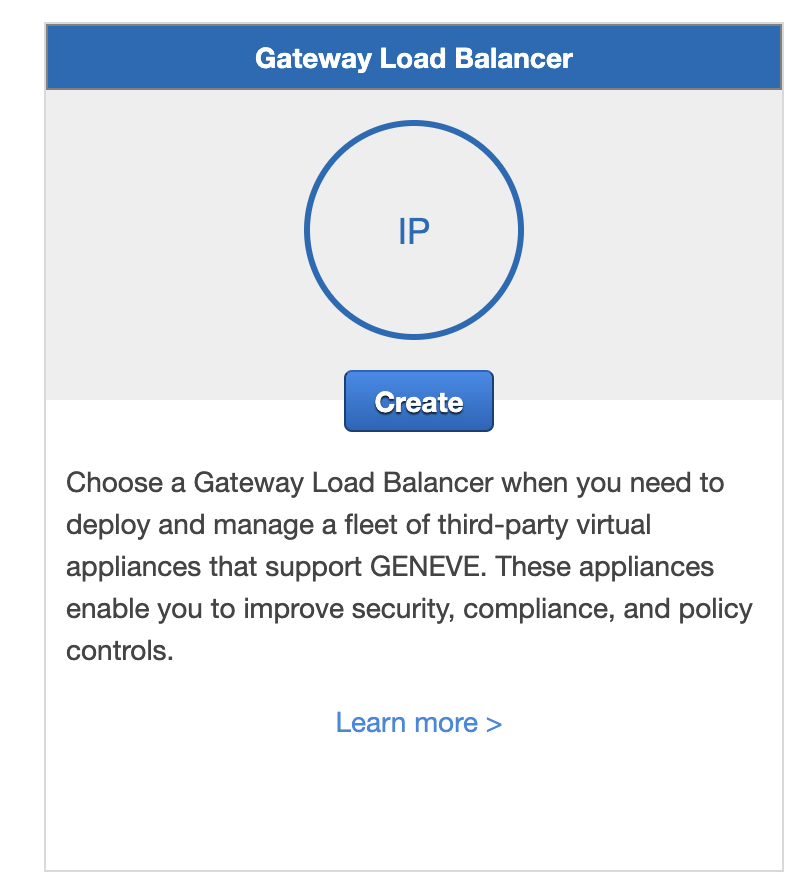 Gateway Load Balancer
IP
Create
Choose a Gateway Load Balancer when you need to
deploy and manage a fleet of third-party virtual
appliances that support GENEVE. These appliances
enable you to improve security, compliance, and policy
controls.
Learn more >